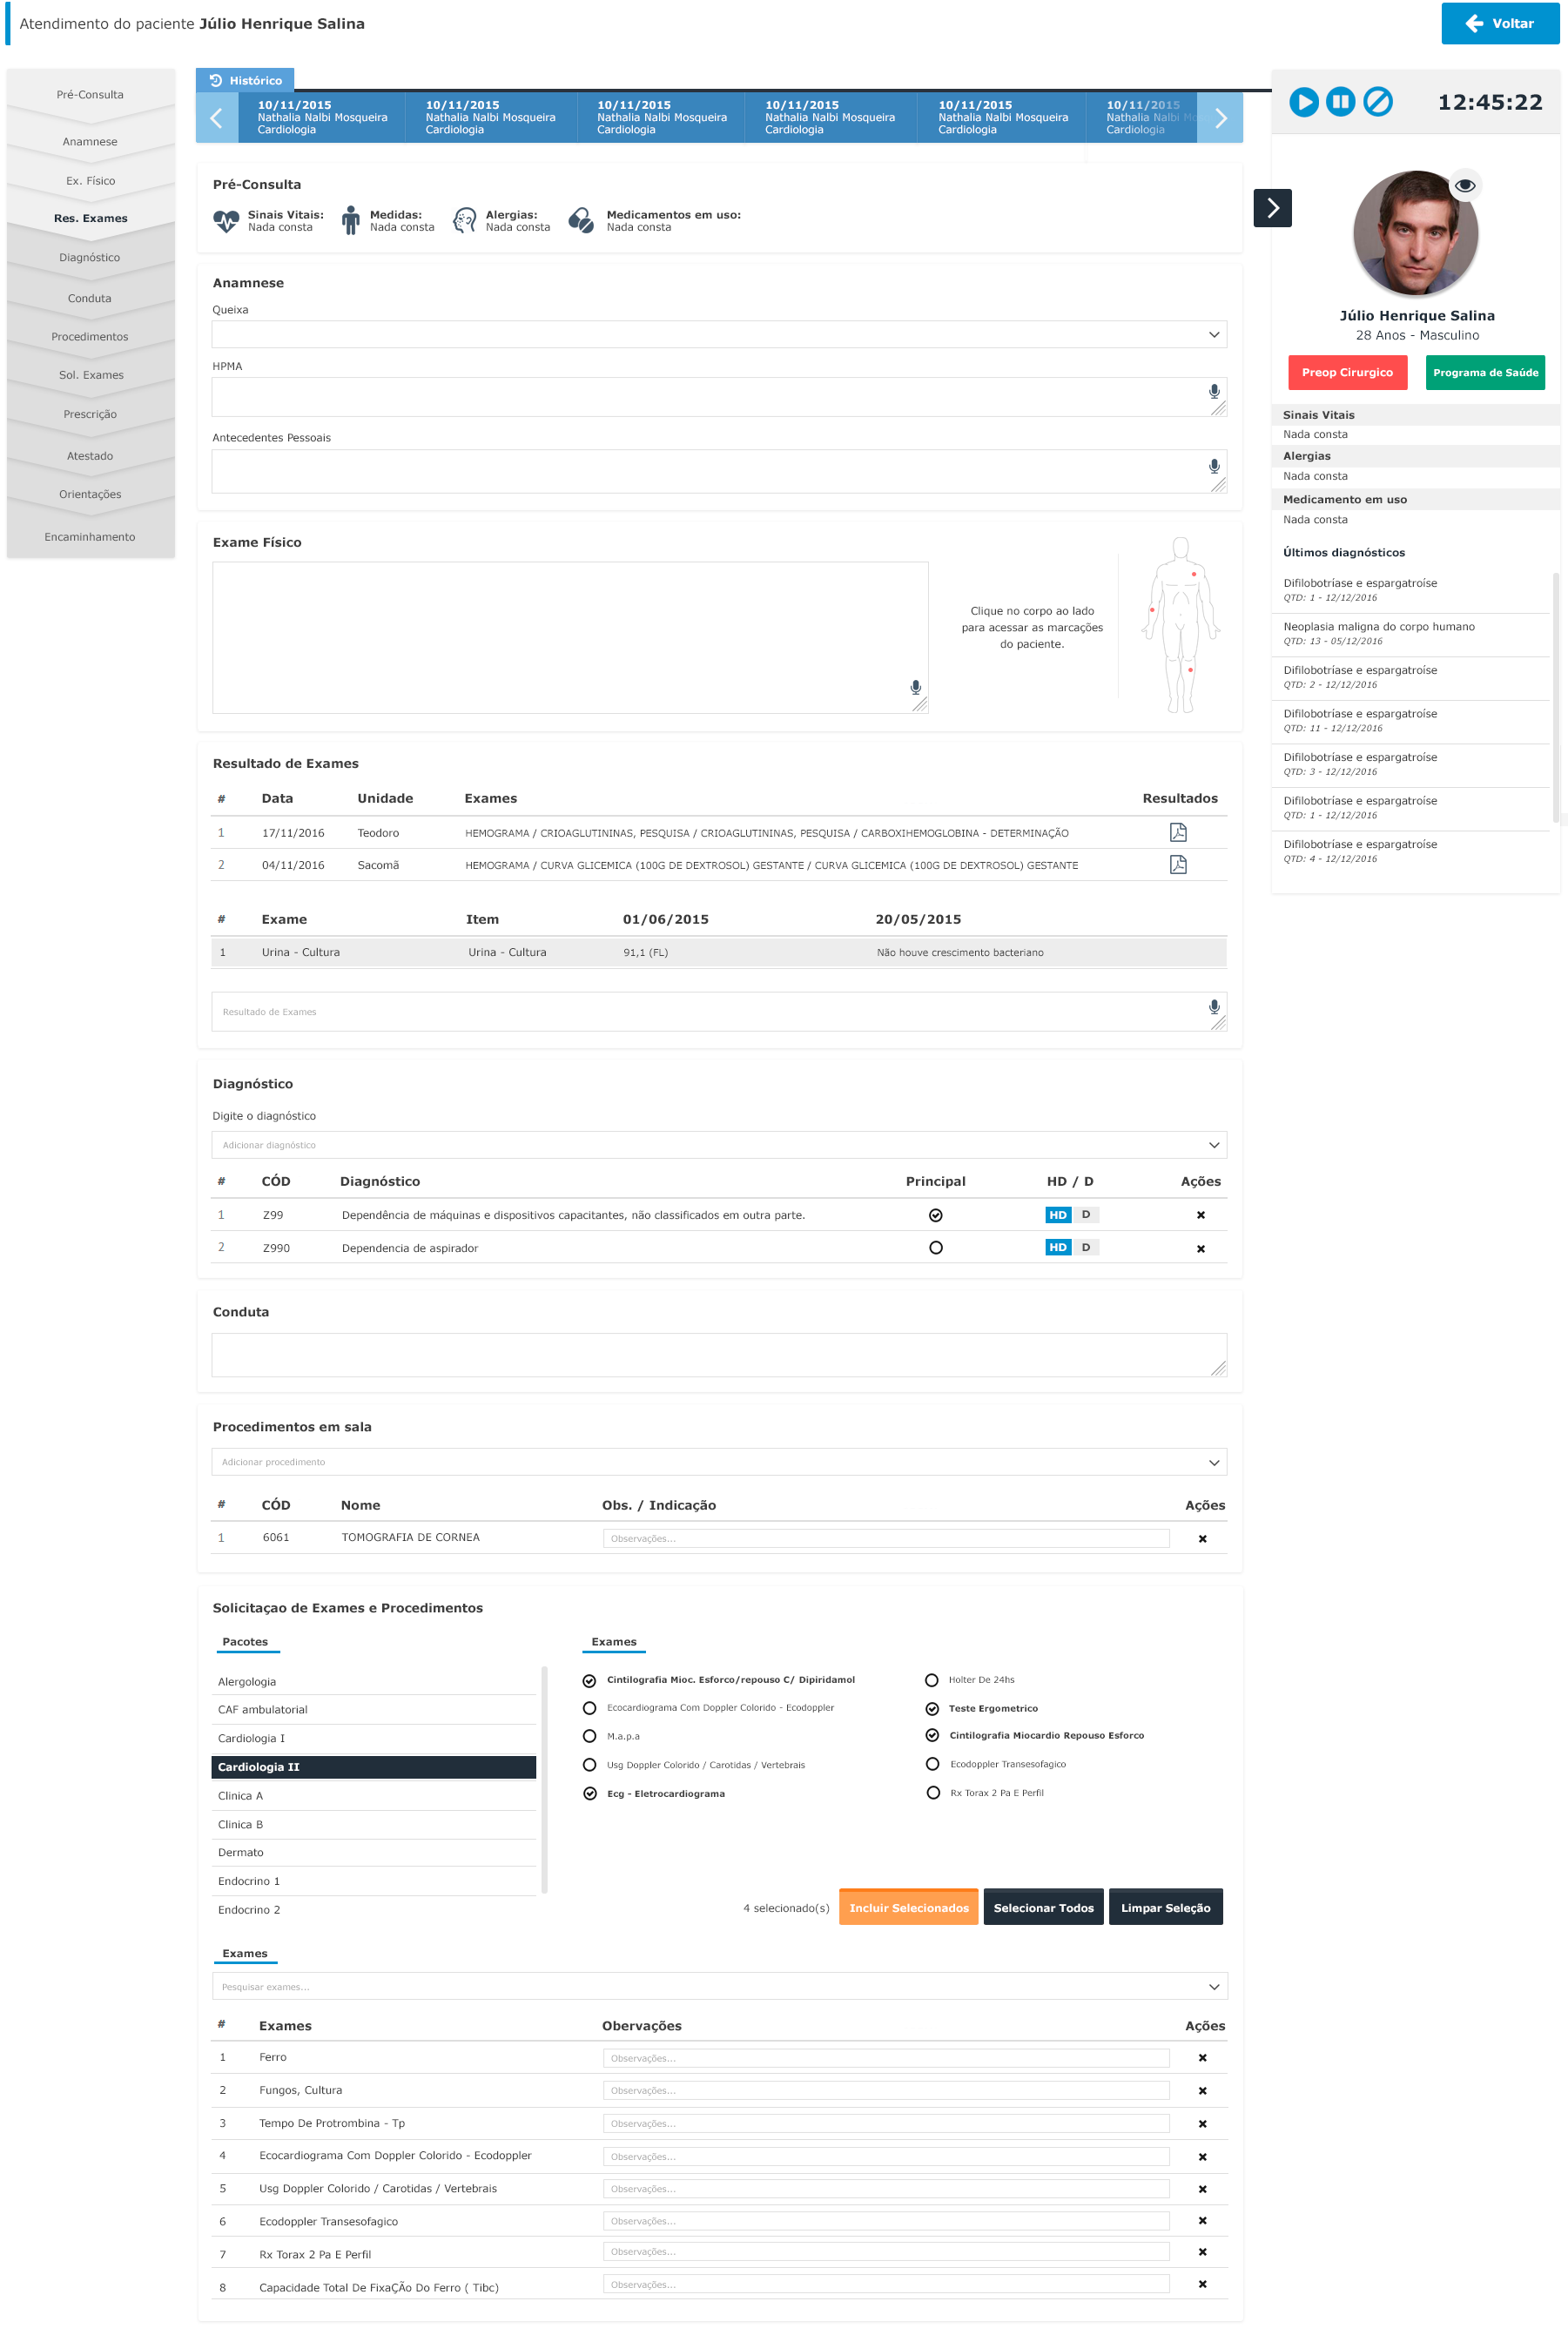 Atendimento do paciente Júlio Henrique Salina
Voltar
Pré-Consulta
Anamnese
Ex. Físico
Res. Exames
Diagnóstico
Conduta
Procedimentos
Sol. Exames
Prescrição
Atestado
Orientações
Encaminhamento
Histórico
10/11/2015
Nathalia Nalbi Mosqueira
Cardiologia
10/11/2015
Nathalia Nalbi Mosqueira
Cardiologia
10/11/2015
Nathalia Nalbi Mosqueira
Cardiologia
10/11/2015
Nathalia Nalbi Mosqueira
Cardiologia
10/11/2015
Nathalia Nalbi Mosqueira
Cardiologia
10/11/2015
Nathalia Nalbi
Cardiologia
Pré-Consulta
Sinais Vitais:
Nada consta
Medidas:
Nada consta
Alergias:
Nada consta
Medicamentos em uso:
Nada consta
Anamnese
Queixa
HPMA
Antecedentes Pessoais
Exame Físico
Clique no corpo ao lado
para acessar as marcações
do paciente.
Resultado de Exames
# Data Unidade Exames Resultados
1 17/11/2016 Teodoro HEMOGRAMA / CRIOAGLUTININAS, PESQUISA / CRIOAGLUTININAS, PESQUISA / CARBOXIHEMOGLOBINA - DETERMINAÇÃO
2 04/11/2016 Sacomã HEMOGRAMA / CURVA GLICEMICA (100G DE DEXTROSOL) GESTANTE / CURVA GLICEMICA (100G DE DEXTROSOL) GESTANTE
# Exame Item 01/06/2015 20/05/2015
1 Urina - Cultura Urina - Cultura 91,1 (FL) Não houve crescimento bacteriano
Resultado de Exames
Diagnóstico
Digite o diagnóstico
Adicionar diagnóstico
# CÓD Diagnóstico Principal HD / D Ações
1 Z99 Dependência de máquinas e dispositivos capacitantes, não classificados em outra parte. HD D
2 Z990 Dependencia de aspirador HD D
Conduta
Procedimentos em sala
Adicionar procedimento
# CÓD Nome Obs. / Indicação Ações
1 6061 TOMOGRAFIA DE CORNEA Observações...
Solicitaçao de Exames e Procedimentos
Pacotes
Alergologia
CAF ambulatorial
Cardiologia I
Cardiologia II
Clinica A
Clinica B
Dermato
Endocrino 1
Endocrino 2
Exames
Cintilografia Mioc. Esforco/repouso C/ Dipiridamol
Ecocardiograma Com Doppler Colorido - Ecodoppler
M.a.p.a
Usg Doppler Colorido / Carotidas / Vertebrais
Ecg - Eletrocardiograma
Holter De 24hs
Teste Ergometrico
Cintilografia Miocardio Repouso Esforco
Ecodoppler Transesofagico
Rx Torax 2 Pa E Perfil
4 selecionado(s)
Incluir Selecionados
Selecionar Todos
Limpar Seleção
Exames
Pesquisar exames...
# Exames Obervações Ações
1 Ferro Observações...
2 Fungos, Cultura Observações...
3 Tempo De Protrombina - Tp Observações...
4 Ecocardiograma Com Doppler Colorido - Ecodoppler Observações...
5 Usg Doppler Colorido / Carotidas / Vertebrais Observações...
6 Ecodoppler Transesofagico Observações...
7 Rx Torax 2 Pa E Perfil Observações...
8 Capacidade Total De FixaÇÃo Do Ferro ( Tibc) Observações...
12:45:22
Júlio Henrique Salina
28 Anos - Masculino
Preop Cirurgico
Programa de Saúde
Sinais Vitais
Nada consta
Alergias
Nada consta
Medicamento em uso
Nada consta
Últimos diagnósticos
Difilobotríase e espargatroíse
QTD: 1 - 12/12/2016
Neoplasia maligna do corpo humano
QTD: 13 - 05/12/2016
Difilobotríase e espargatroíse
QTD: 2 - 12/12/2016
Difilobotríase e espargatroíse
QTD: 11 - 12/12/2016
Difilobotríase e espargatroíse
QTD: 3 - 12/12/2016
Difilobotríase e espargatroíse
QTD: 1 - 12/12/2016
Difilobotríase e espargatroíse
QTD: 4 - 12/12/2016